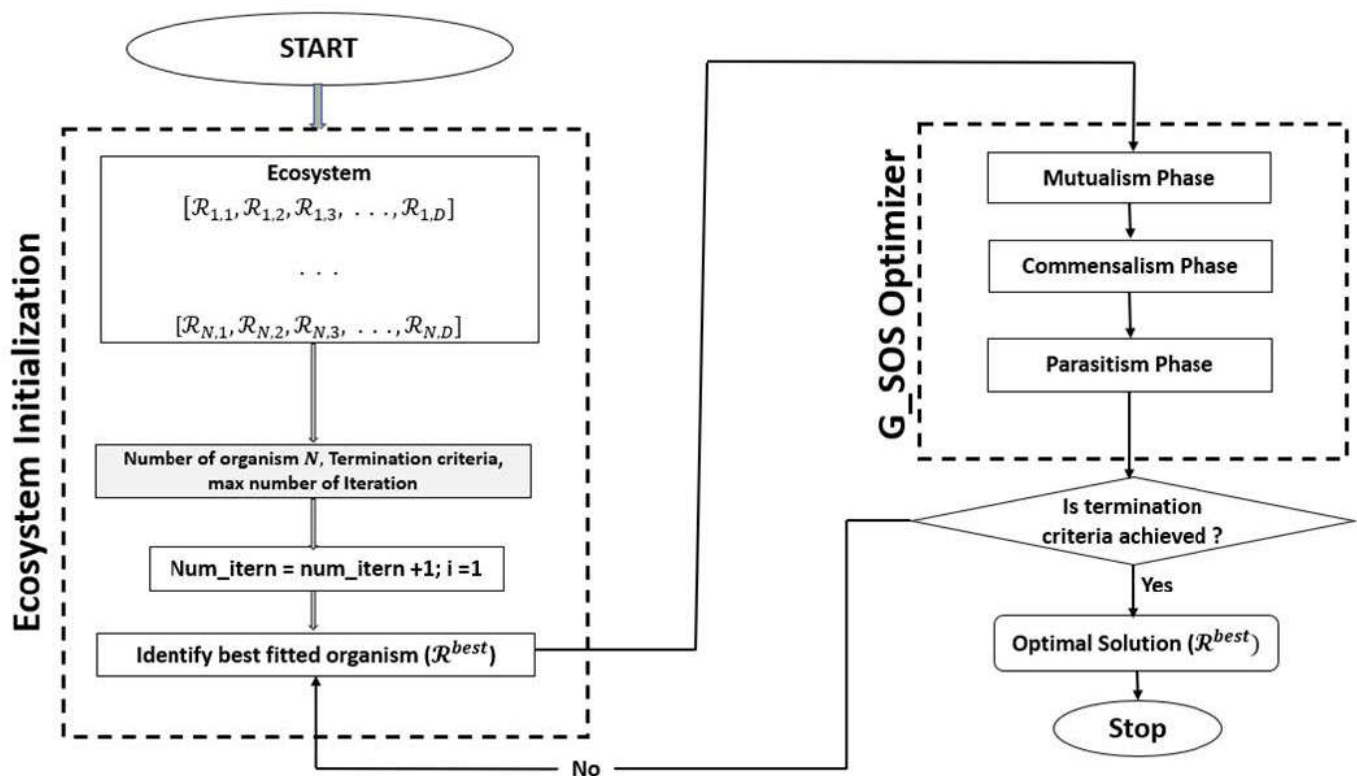 START
Ecosystem Initialization
Ecosystem
[ℛ₁,₁, ℛ₁,₂, ℛ₁,₃, . . ., ℛ₁,D]
. . .
[ℛN,1, ℛN,2, ℛN,3, . . ., ℛN,D]
Number of organism N, Termination criteria,
max number of Iteration
Num_itern = num_itern +1; i =1
Identify best fitted organism (ℛ^best)
G_SOS Optimizer
Mutualism Phase
Commensalism Phase
Parasitism Phase
Is termination
criteria achieved ?
Yes
Optimal Solution (ℛ^best)
Stop
No